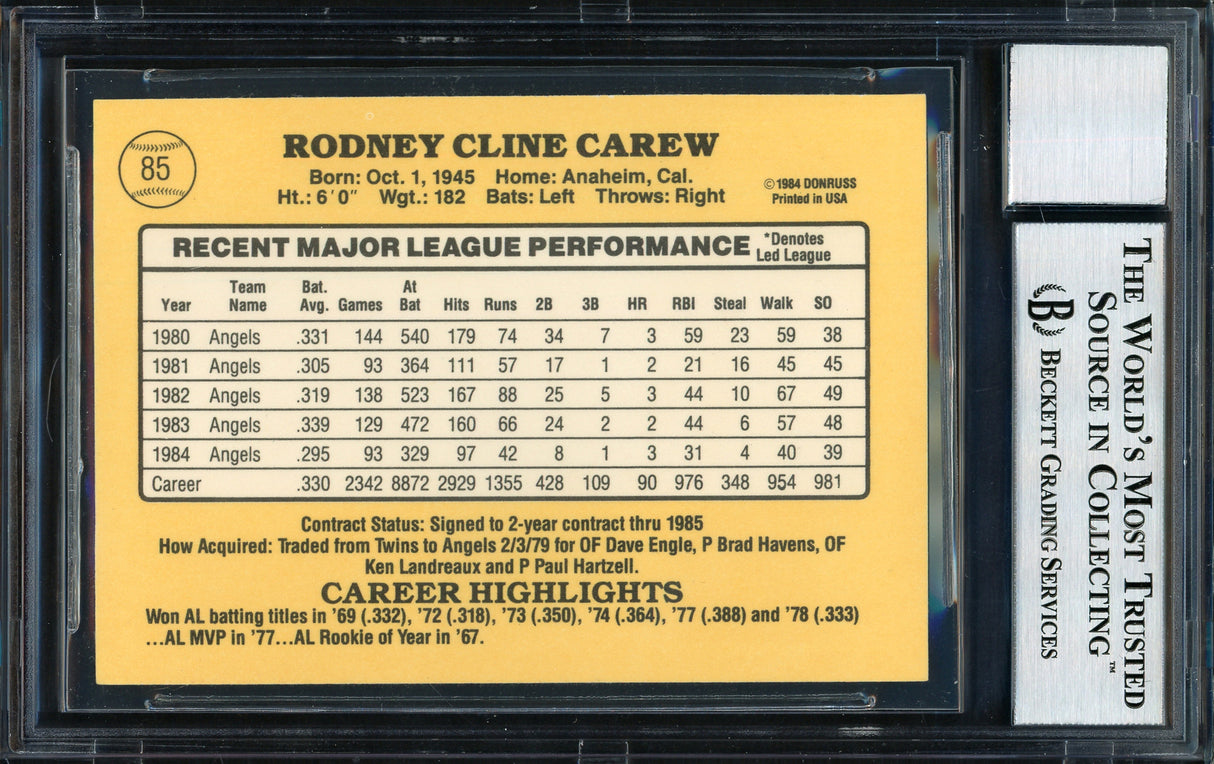 85
RODNEY CLINE CAREW
Born: Oct. 1, 1945 Home: Anaheim, Cal.
Ht.: 6'0" Wgt.: 182 Bats: Left Throws: Right
©1984 DONRUSS
Printed in USA
RECENT MAJOR LEAGUE PERFORMANCE *Denotes
Led League
Year Team Name Bat. Avg. Games At Bat Hits Runs 2B 3B HR RBI Steal Walk SO
1980 Angels .331 144 540 179 74 34 7 3 59 23 59 38
1981 Angels .305 93 364 111 57 17 1 2 21 16 45 45
1982 Angels .319 138 523 167 88 25 5 3 44 10 67 49
1983 Angels .339 129 472 160 66 24 2 2 44 6 57 48
1984 Angels .295 93 329 97 42 8 1 3 31 4 40 39
Career .330 2342 8872 2929 1355 428 109 90 976 348 954 981
Contract Status: Signed to 2-year contract thru 1985
How Acquired: Traded from Twins to Angels 2/3/79 for OF Dave Engle, P Brad Havens, OF
Ken Landreaux and P Paul Hartzell.
CAREER HIGHLIGHTS
Won AL batting titles in '69 (.332), '72 (.318), '73 (.350), '74 (.364), '77 (.388) and '78 (.333)
...AL MVP in '77...AL Rookie of Year in '67.
THE WORLD'S MOST TRUSTED
SOURCE IN COLLECTING™
B BECKETT GRADING SERVICES